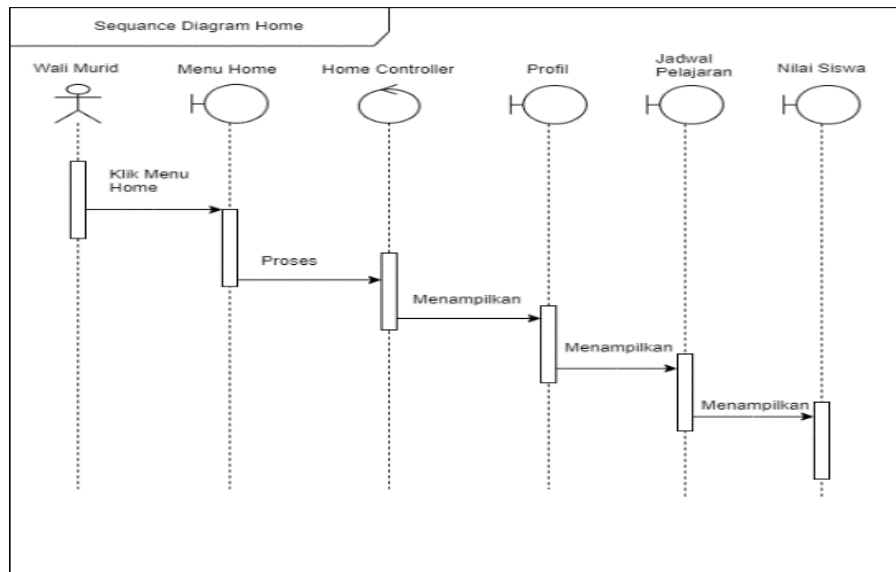 Sequance Diagram Home
Wali Murid
Menu Home
Home Controller
Profil
Jadwal
Pelajaran
Nilai Siswa
Klik Menu
Home
Proses
Menampilkan
Menampilkan
Menampilkan